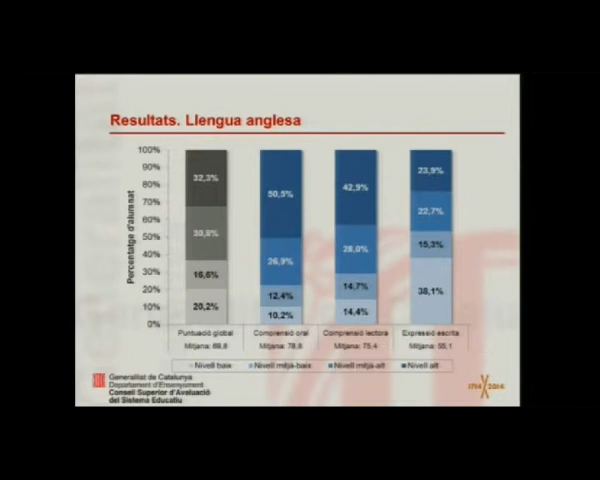 Resultats. Llengua anglesa
Percentatge d'alumnat
100%
90%
80%
70%
60%
50%
40%
30%
20%
10%
0%
32,3% 50,5% 42,9% 23,9%
30,8% 26,9% 28,0% 22,7%
16,6% 12,4% 14,7% 15,3%
20,2% 10,2% 14,4% 38,1%
Puntuació global Comprensió oral Comprensió lectora Expressió escrita
Mitjana: 69,8 Mitjana: 78,8 Mitjana: 75,4 Mitjana: 55,1
Nivell baix Nivell mitjà-baix Nivell mitjà-alt Nivell alt
Generalitat de Catalunya
Departament d'Ensenyament
Consell Superior d'Avaluació
del Sistema Educatiu
2014